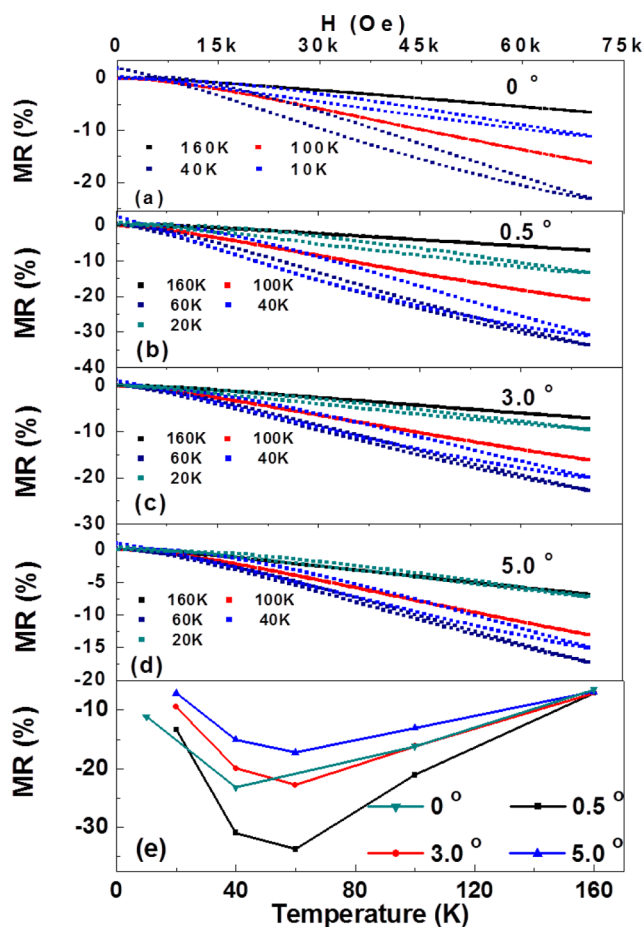 H (Oe)
0 15k 30k 45k 60k 75k
0
-10
-20
MR (%)
0 °
160K 100K
40K 10K
(a)
0
-10
-20
-30
-40
MR (%)
0.5 °
160K 100K
60K 40K
20K
(b)
0
-10
-20
-30
MR (%)
3.0 °
160K 100K
60K 40K
20K
(c)
0
-5
-10
-15
20
MR (%)
5.0 °
160K 100K
60K 40K
20K
(d)
-10
-20
-30
MR (%)
(e)
0 o 0.5 o
3.0 o 5.0 o
0 40 80 120 160
Temperature (K)